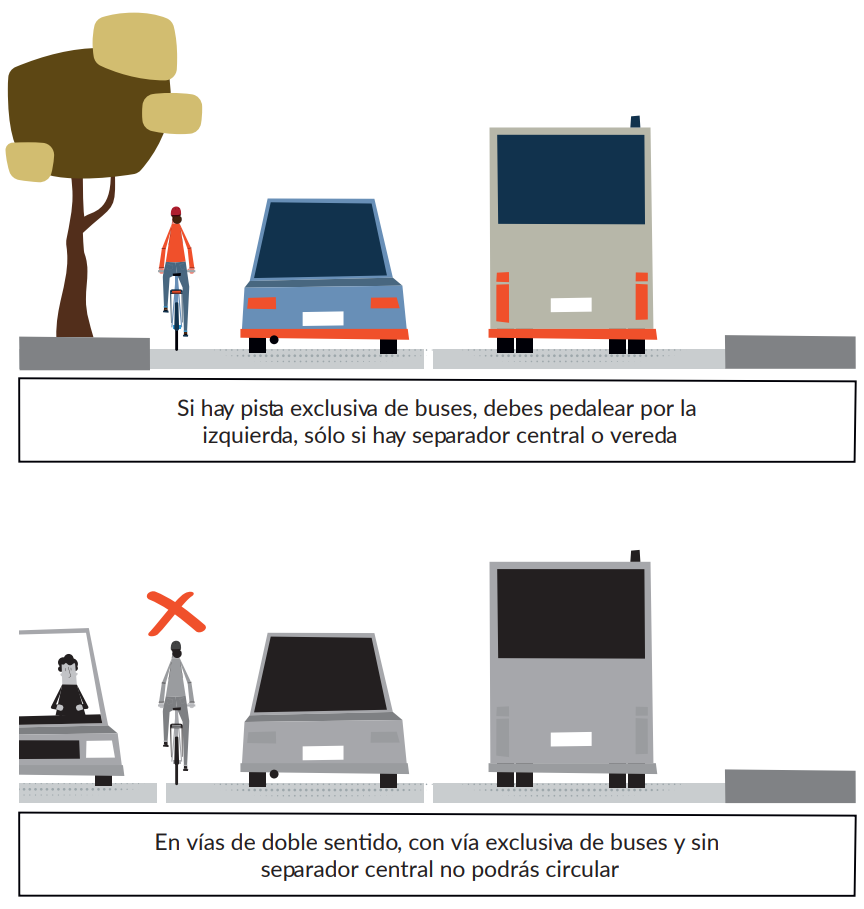 Si hay pista exclusiva de buses, debes pedalear por la
izquierda, sólo si hay separador central o vereda
En vías de doble sentido, con vía exclusiva de buses y sin
separador central no podrás circular